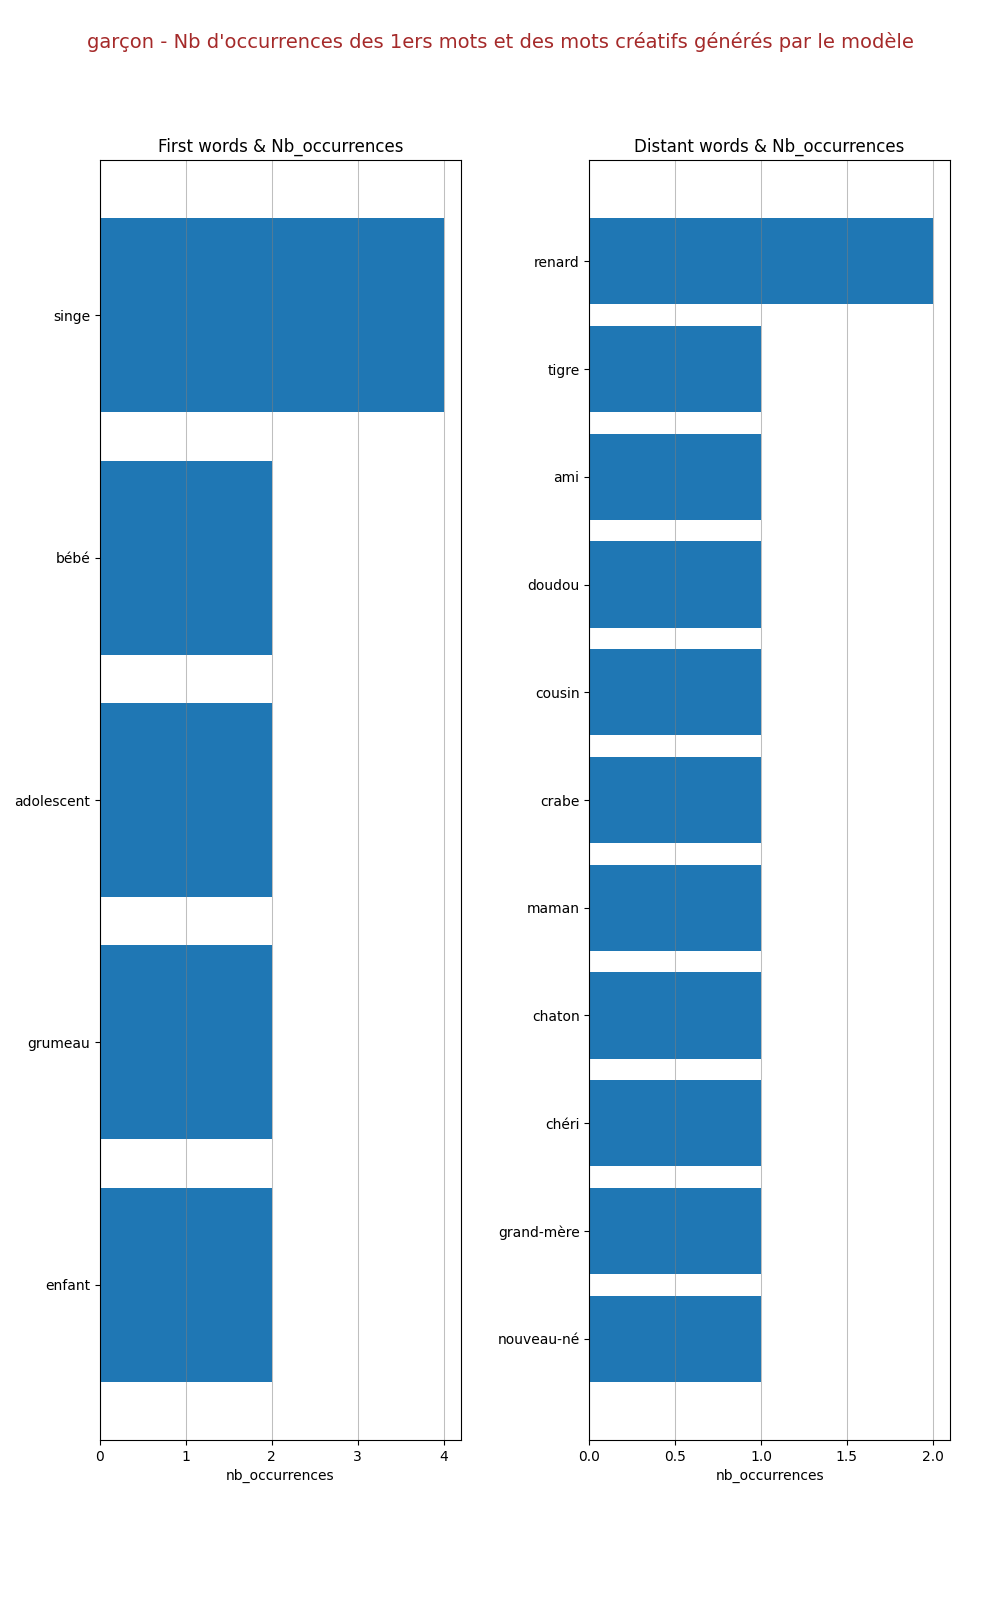 garçon - Nb d'occurrences des 1ers mots et des mots créatifs générés par le modèle
First words & Nb_occurrences
singe
bébé
adolescent
grumeau
enfant
0 1 2 3 4
nb_occurrences
Distant words & Nb_occurrences
renard
tigre
ami
doudou
cousin
crabe
maman
chaton
chéri
grand-mère
nouveau-né
0.0 0.5 1.0 1.5 2.0
nb_occurrences